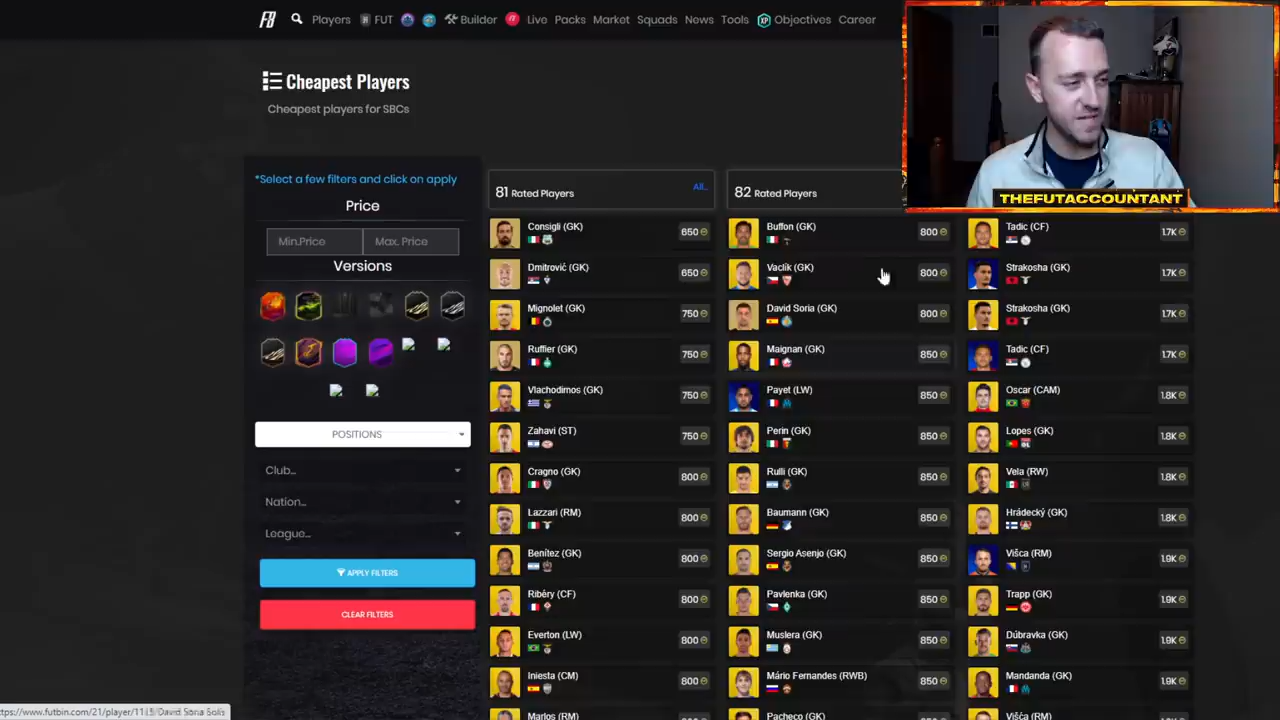 Players
FUT
Builder
Live
Packs
Market
Squads
News
Tools
XP
Objectives
Career
Cheapest Players
Cheapest players for SBCs
*Select a few filters and click on apply
Price
Min.Price
Max. Price
Versions
POSITIONS
Club...
Nation...
League...
APPLY FILTERS
CLEAR FILTERS
81 Rated Players
All..
Consigli (GK)
650
Dmitrović (GK)
650
Mignolet (GK)
750
Ruffier (GK)
750
Vlachodimos (GK)
750
Zahavi (ST)
750
Cragno (GK)
800
Lazzari (RM)
800
Benítez (GK)
800
Ribéry (CF)
800
Everton (LW)
800
Iniesta (CM)
800
Marlos (RM)
82 Rated Players
Buffon (GK)
800
Vaclík (GK)
800
David Soria (GK)
800
Maignan (GK)
850
Payet (LW)
850
Perin (GK)
850
Rulli (GK)
850
Baumann (GK)
850
Sergio Asenjo (GK)
850
Pavlenka (GK)
850
Muslera (GK)
850
Mário Fernandes (RWB)
850
Pacheco (GK)
Tadic (CF)
1.7K
Strakosha (GK)
1.7K
Strakosha (GK)
1.7K
Tadic (CF)
1.7K
Oscar (CAM)
1.8K
Lopes (GK)
1.8K
Vela (RW)
1.8K
Hrádecký (GK)
1.8K
Višca (RM)
1.9K
Trapp (GK)
1.9K
Dúbravka (GK)
1.9K
Mandanda (GK)
1.9K
Višća (RM)
THEFUTACCOUNTANT